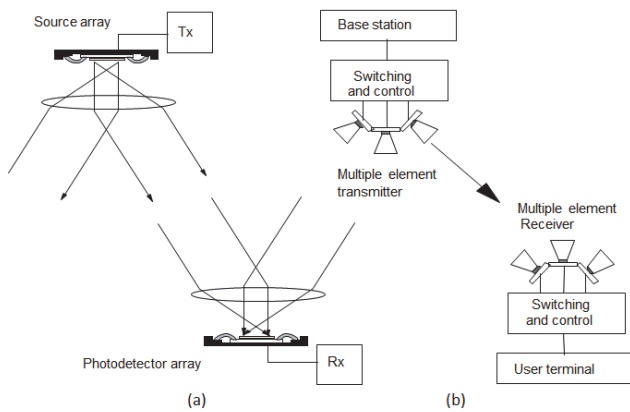 Source array
Tx
Photodetector array
Rx
(a)
Base station
Switching
and control
Multiple element
transmitter
Multiple element
Receiver
Switching
and control
User terminal
(b)